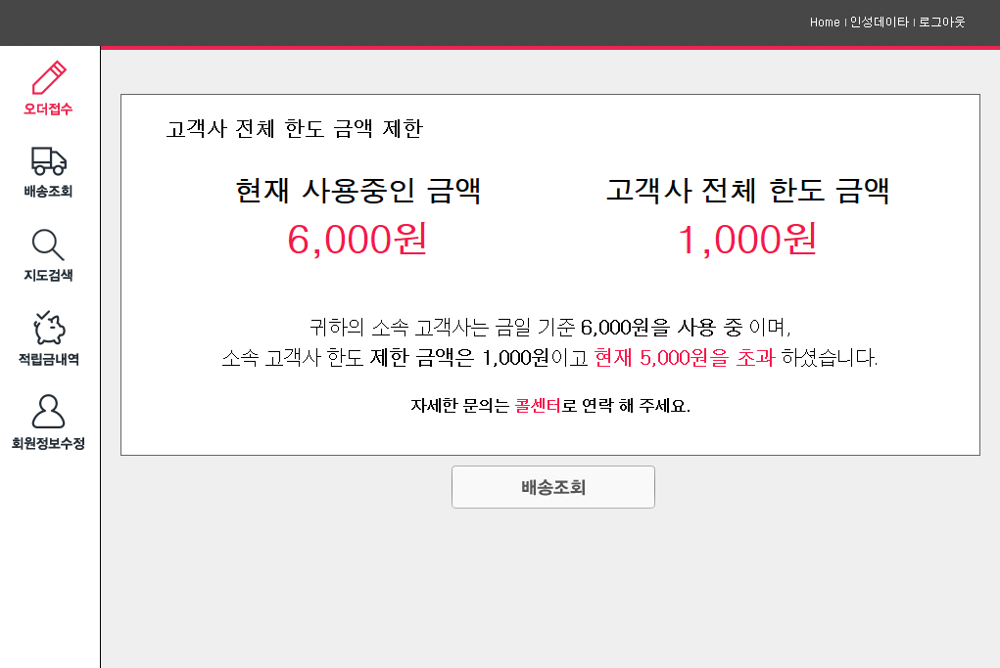 Home | 인성데이타 | 로그아웃
오더접수
배송조회
지도검색
적립금내역
회원정보수정
고객사 전체 한도 금액 제한
현재 사용중인 금액
6,000원
고객사 전체 한도 금액
1,000원
귀하의 소속 고객사는 금일 기준 6,000원을 사용 중 이며,
소속 고객사 한도 제한 금액은 1,000원이고 현재 5,000원을 초과 하셨습니다.
자세한 문의는 콜센터로 연락 해 주세요.
배송조회